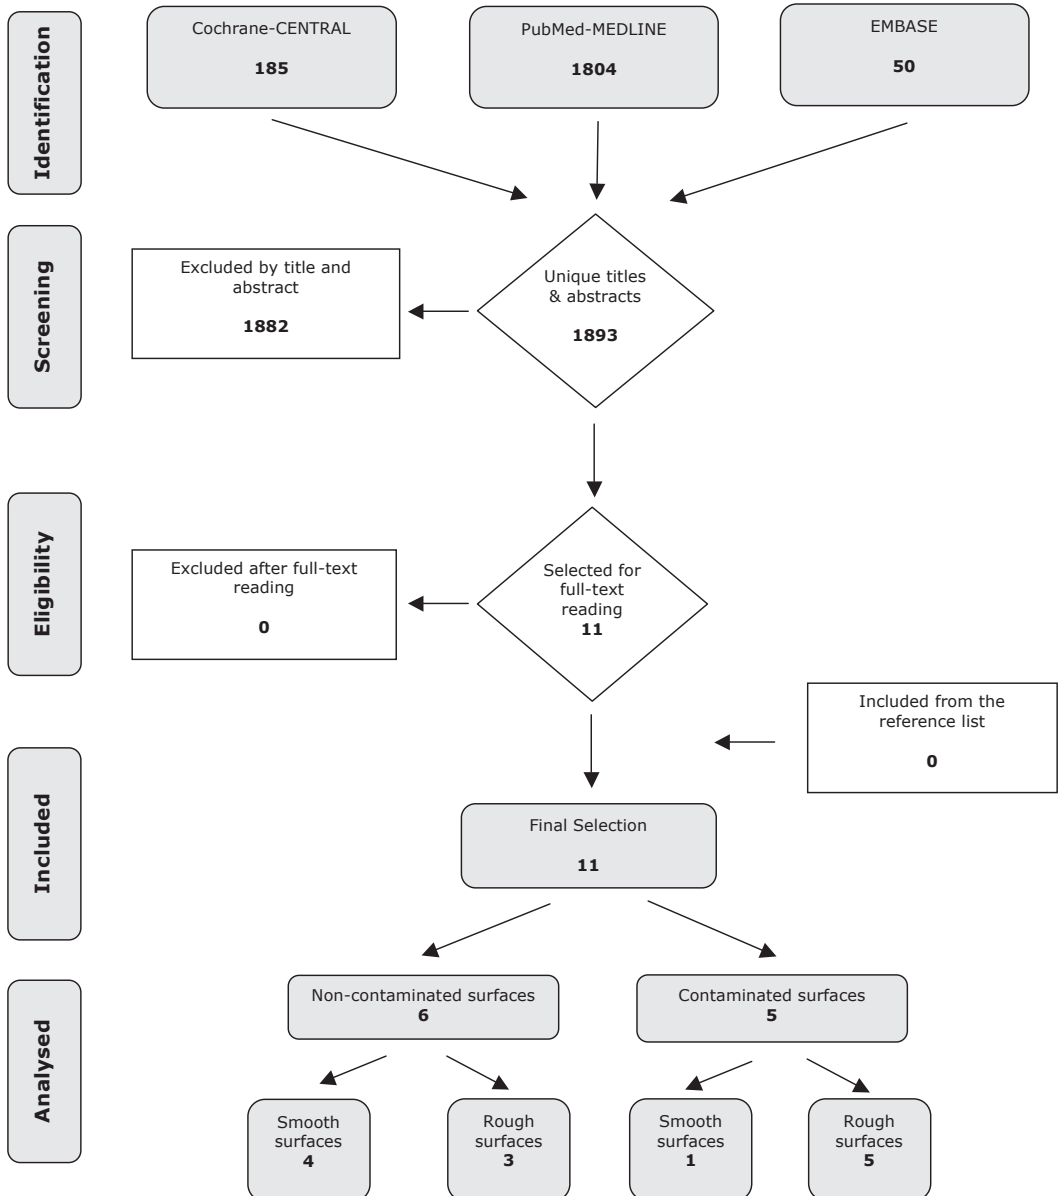 Identification
Cochrane-CENTRAL
185
PubMed-MEDLINE
1804
EMBASE
50
Screening
Excluded by title and
abstract
1882
Unique titles
& abstracts
1893
Eligibility
Excluded after full-text
reading
0
Selected for
full-text
reading
11
Included from the
reference list
0
Included
Final Selection
11
Analysed
Non-contaminated surfaces
6
Contaminated surfaces
5
Smooth
surfaces
4
Rough
surfaces
3
Smooth
surfaces
1
Rough
surfaces
5